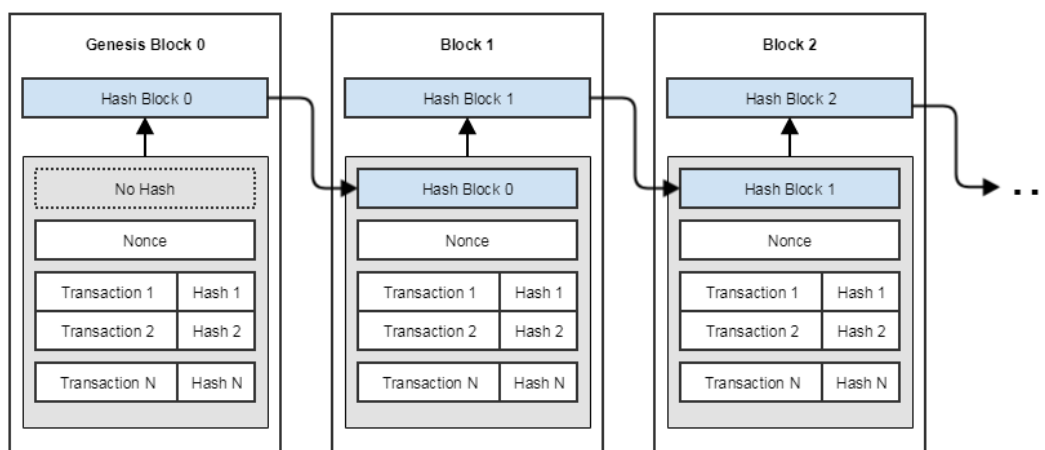 Genesis Block 0
Hash Block 0
No Hash
Nonce
Transaction 1 Hash 1
Transaction 2 Hash 2
Transaction N Hash N
Block 1
Hash Block 1
Hash Block 0
Nonce
Transaction 1 Hash 1
Transaction 2 Hash 2
Transaction N Hash N
Block 2
Hash Block 2
Hash Block 1
Nonce
Transaction 1 Hash 1
Transaction 2 Hash 2
Transaction N Hash N
. .